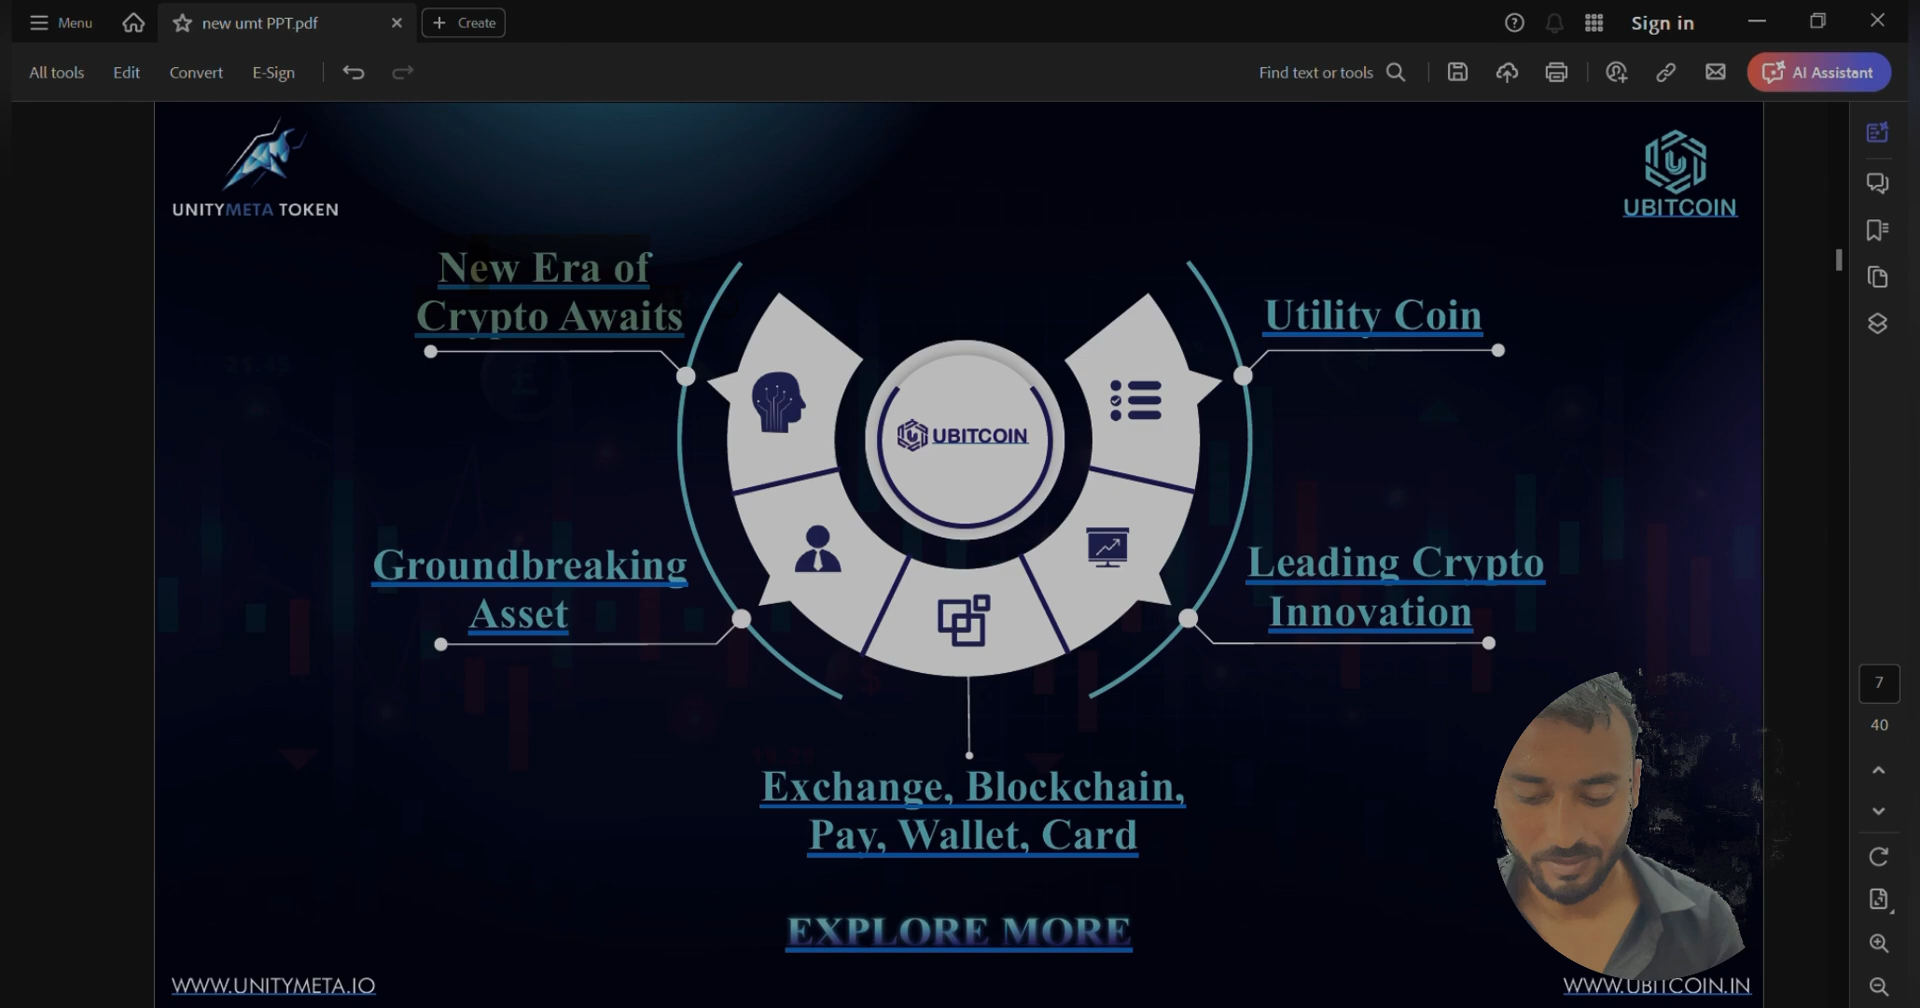 Menu
new umt PPT.pdf
Create
Sign in
All tools
Edit
Convert
E-Sign
Find text or tools
AI Assistant
UNITYMETA TOKEN
UBITCOIN
New Era of
Crypto Awaits
Utility Coin
UBITCOIN
Groundbreaking
Asset
Leading Crypto
Innovation
7
40
Exchange, Blockchain,
Pay, Wallet, Card
EXPLORE MORE
WWW.UNITYMETA.IO
WWW.UBITCOIN.IN